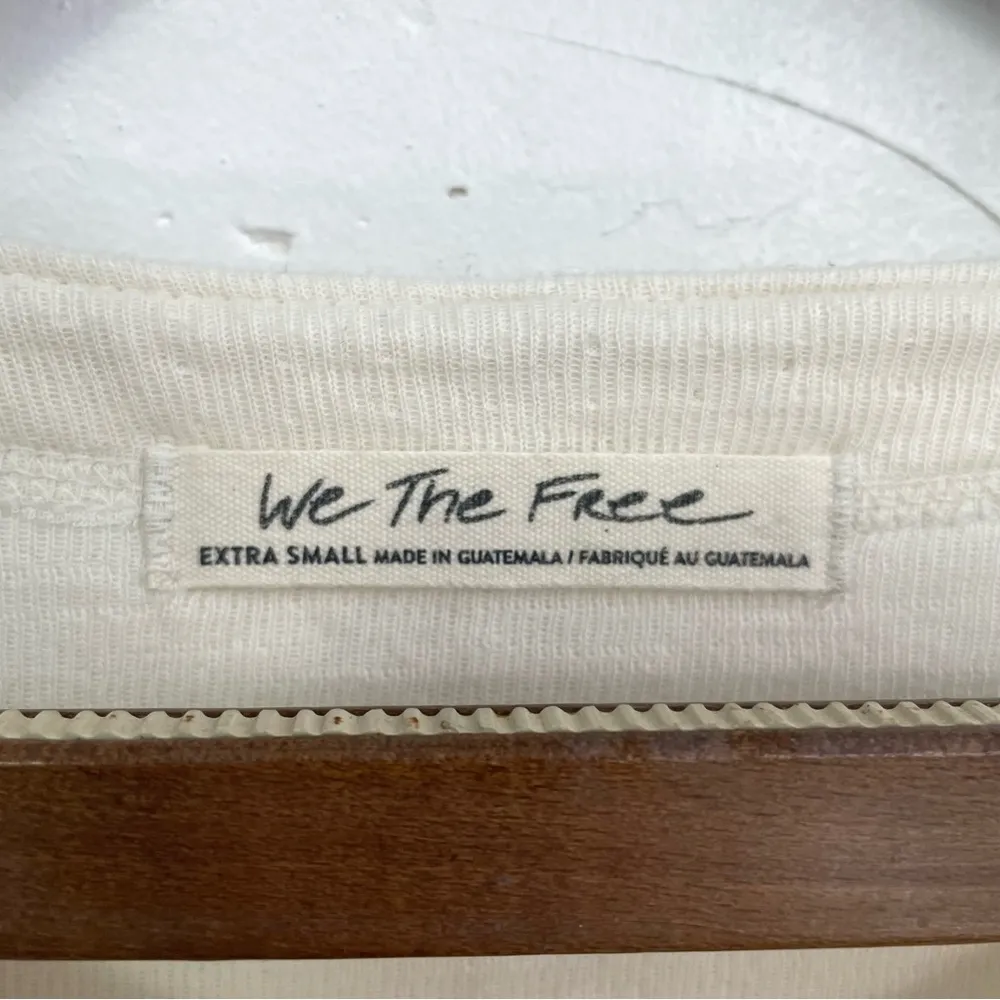 We The Free
EXTRA SMALL MADE IN GUATEMALA / FABRIQUÉ AU GUATEMALA